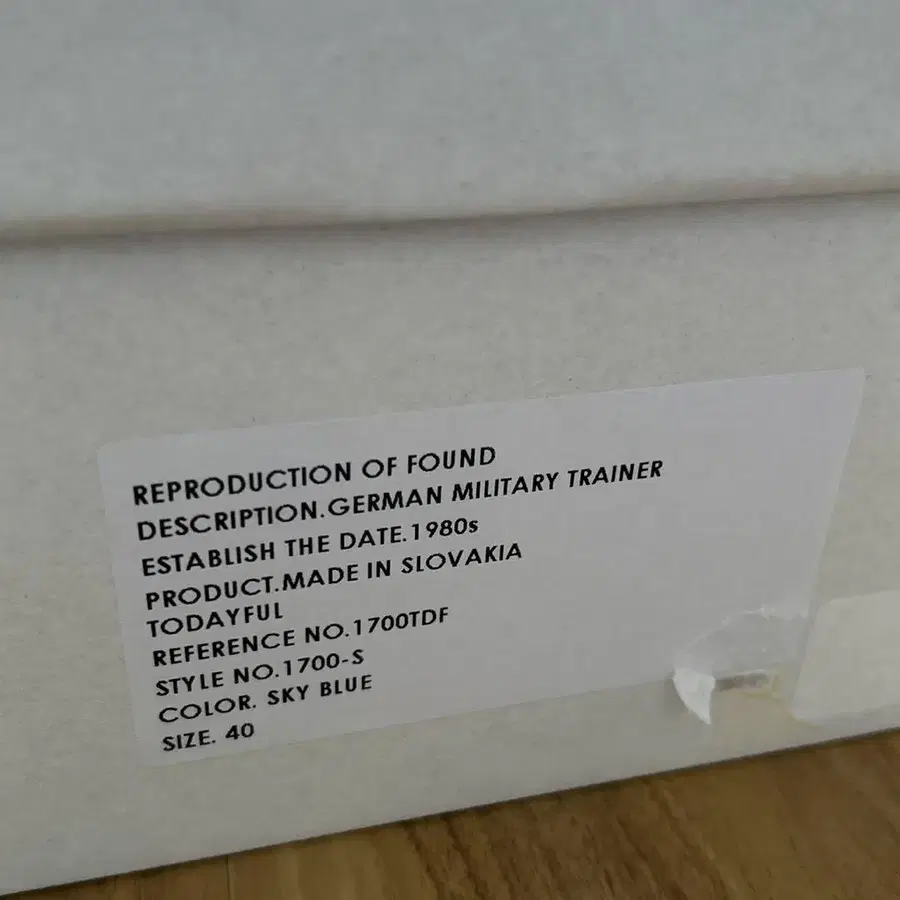 REPRODUCTION OF FOUND
DESCRIPTION.GERMAN MILITARY TRAINER
ESTABLISH THE DATE.1980s
PRODUCT.MADE IN SLOVAKIA
TODAYFUL
REFERENCE NO.1700TDF
STYLE NO.1700-S
COLOR. SKY BLUE
SIZE. 40